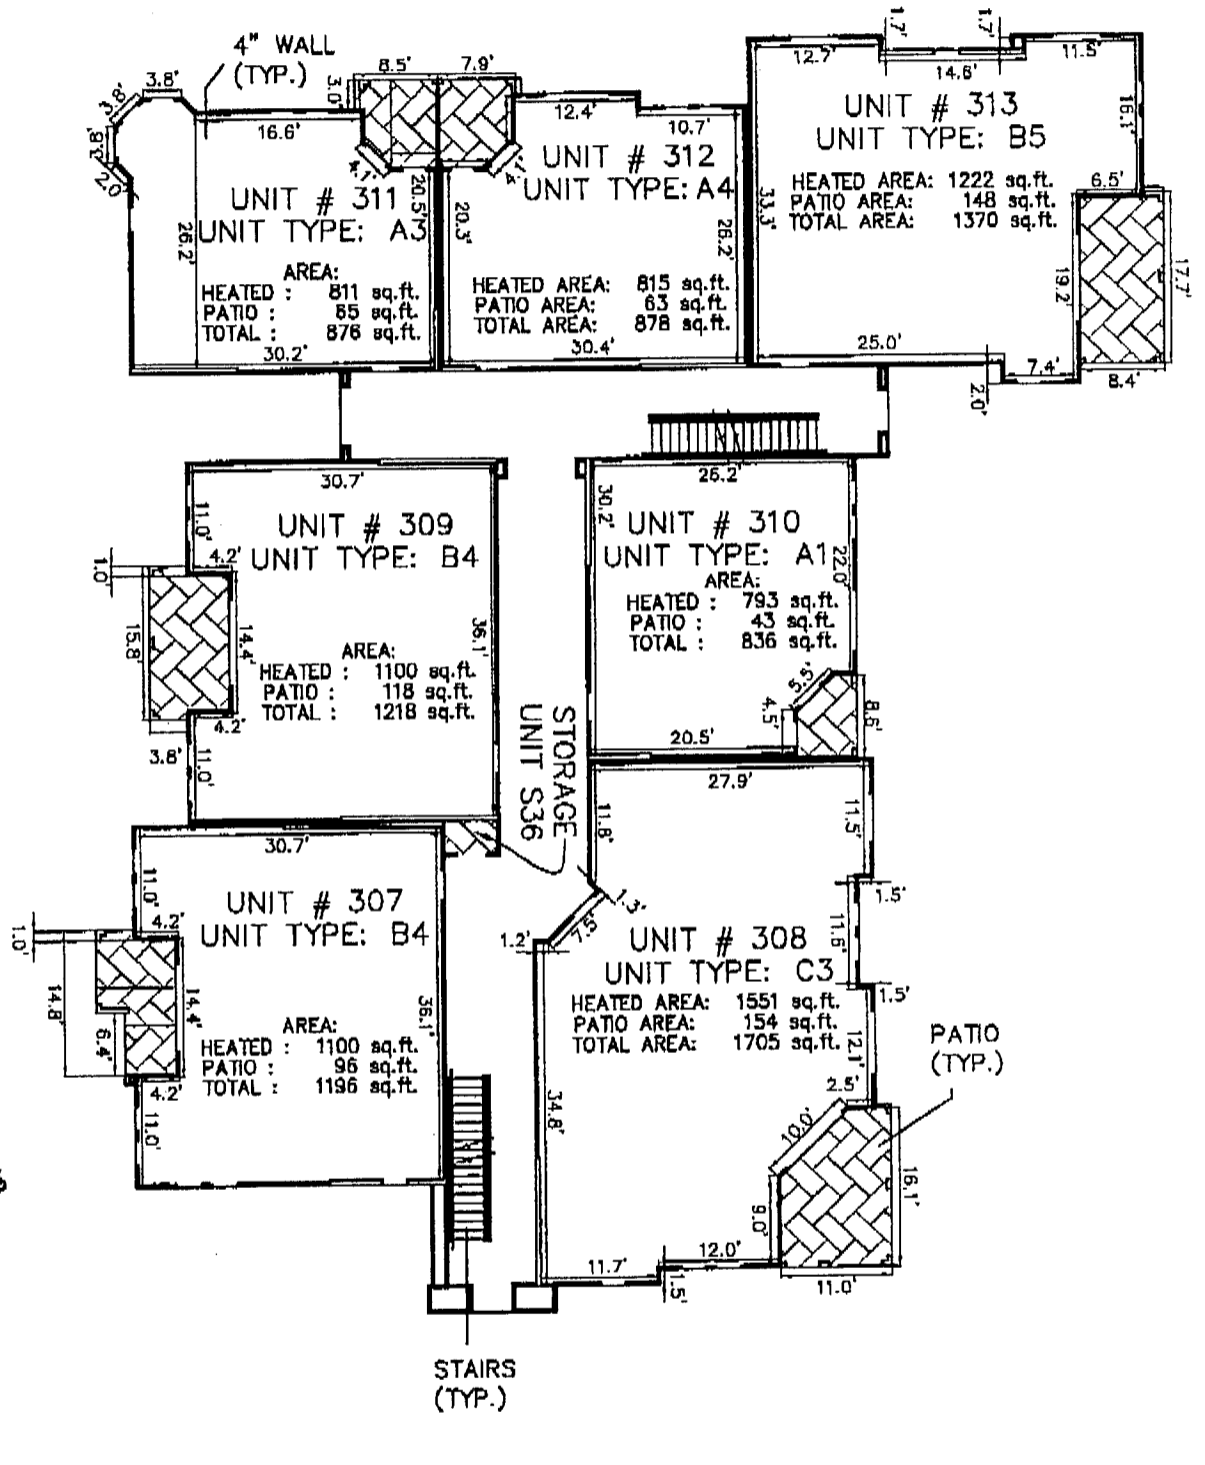 4" WALL
(TYP.)
3.8'
3.8'
3.8'
2.0'
16.6'
3.0'
8.5'
7.9'
4.1'
4.1'
26.2'
20.5'
UNIT # 311
UNIT TYPE: A3
AREA:
HEATED : 811 sq.ft.
PATIO : 65 sq.ft.
TOTAL : 876 sq.ft.
30.2'
12.4'
10.7'
20.3'
26.2'
UNIT # 312
UNIT TYPE: A4
HEATED AREA: 815 sq.ft.
PATIO AREA: 63 sq.ft.
TOTAL AREA: 878 sq.ft.
30.4'
12.7'
1.7'
1.7'
14.6'
11.5'
16.1'
33.3'
UNIT # 313
UNIT TYPE: B5
HEATED AREA: 1222 sq.ft.
PATIO AREA: 148 sq.ft.
TOTAL AREA: 1370 sq.ft.
6.5'
19.2'
17.7'
25.0'
7.4'
8.4'
2.0'
30.7'
11.0'
UNIT # 309
UNIT TYPE: B4
4.2'
1.0'
15.8'
14.4'
36.1'
AREA:
HEATED : 1100 sq.ft.
PATIO : 118 sq.ft.
TOTAL : 1218 sq.ft.
4.2'
3.8'
11.0'
26.2'
30.2'
UNIT # 310
UNIT TYPE: A1
22.0'
AREA:
HEATED : 793 sq.ft.
PATIO : 43 sq.ft.
TOTAL : 836 sq.ft.
5.5'
4.5'
8.6'
20.5'
STORAGE
UNIT S36
30.7'
11.0'
UNIT # 307
UNIT TYPE: B4
4.2'
1.0'
14.8'
14.4'
6.4'
36.1'
AREA:
HEATED : 1100 sq.ft.
PATIO : 96 sq.ft.
TOTAL : 1196 sq.ft.
4.2'
11.0'
27.9'
11.8'
11.5'
1.3'
7.5'
1.2'
1.5'
11.6'
UNIT # 308
UNIT TYPE: C3
HEATED AREA: 1551 sq.ft.
PATIO AREA: 154 sq.ft.
TOTAL AREA: 1705 sq.ft.
1.5'
12.1'
2.5'
34.8'
10.0'
9.0'
16.1'
11.7'
12.0'
1.5'
11.0'
PATIO
(TYP.)
STAIRS
(TYP.)